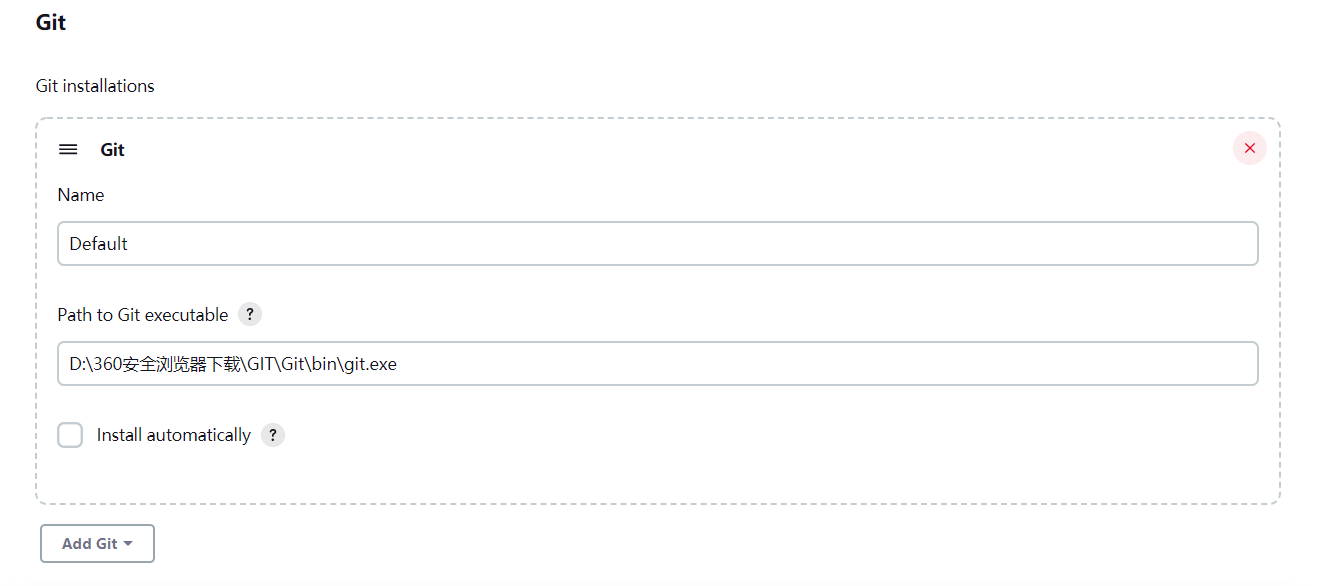 Git
Git installations
Git
Name
Default
Path to Git executable ?
D:\360安全浏览器下载\GIT\Git\bin\git.exe
Install automatically ?
Add Git